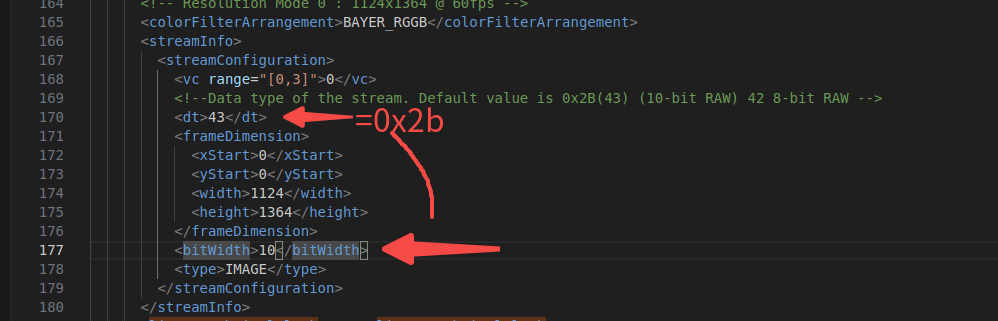 164 <!-- Resolution Mode 0 : 1124x1364 @ 60fps -->
165 <colorFilterArrangement>BAYER_RGGB</colorFilterArrangement>
166 <streamInfo>
167 <streamConfiguration>
168 <vc range="[0,3]">0</vc>
169 <!--Data type of the stream. Default value is 0x2B(43) (10-bit RAW) 42 8-bit RAW -->
170 <dt>43</dt> =0x2b
171 <frameDimension>
172 <xStart>0</xStart>
173 <yStart>0</yStart>
174 <width>1124</width>
175 <height>1364</height>
176 </frameDimension>
177 <bitWidth>10</bitWidth>
178 <type>IMAGE</type>
179 </streamConfiguration>
180 </streamInfo>